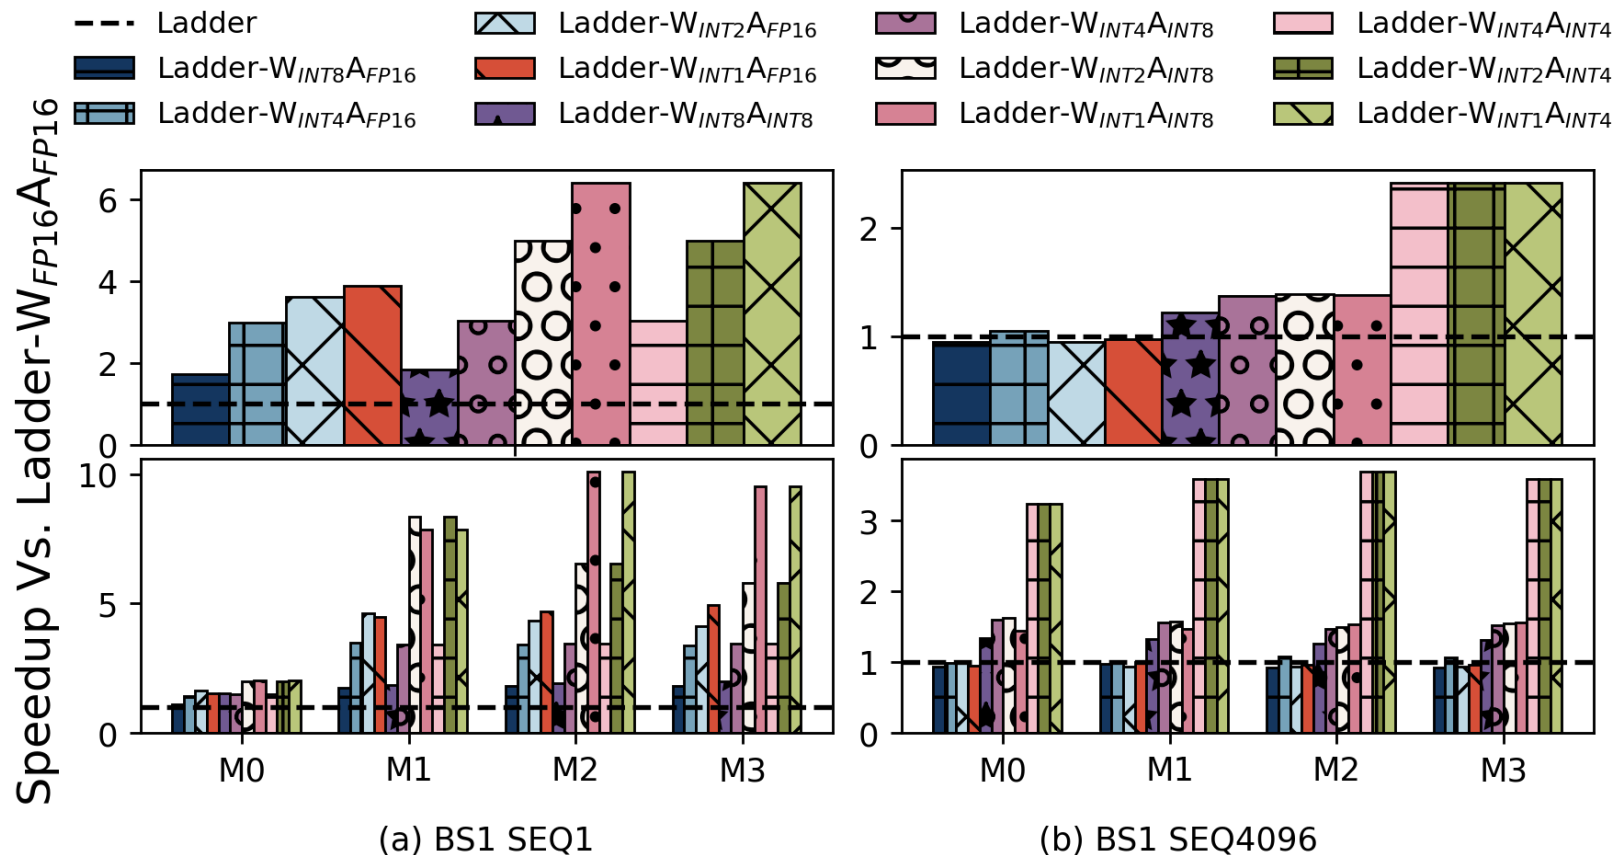 Ladder Ladder-W_INT2A_FP16 Ladder-W_INT4A_INT8 Ladder-W_INT4A_INT4
Ladder-W_INT8A_FP16 Ladder-W_INT1A_FP16 Ladder-W_INT2A_INT8 Ladder-W_INT2A_INT4
Ladder-W_INT4A_FP16 Ladder-W_INT8A_INT8 Ladder-W_INT1A_INT8 Ladder-W_INT1A_INT4
Speedup Vs. Ladder-W_FP16A_FP16
6
4
2
0
2
1
0
10
5
0
M0 M1 M2 M3
3
2
1
0
M0 M1 M2 M3
(a) BS1 SEQ1
(b) BS1 SEQ4096